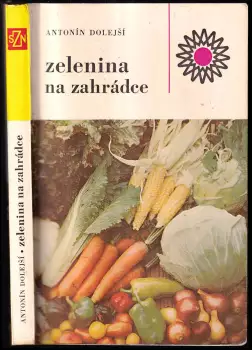 SZN
ANTONÍN DOLEJŠÍ • zelenina na zahrádce
ANTONÍN DOLEJŠÍ
zelenina
na zahrádce